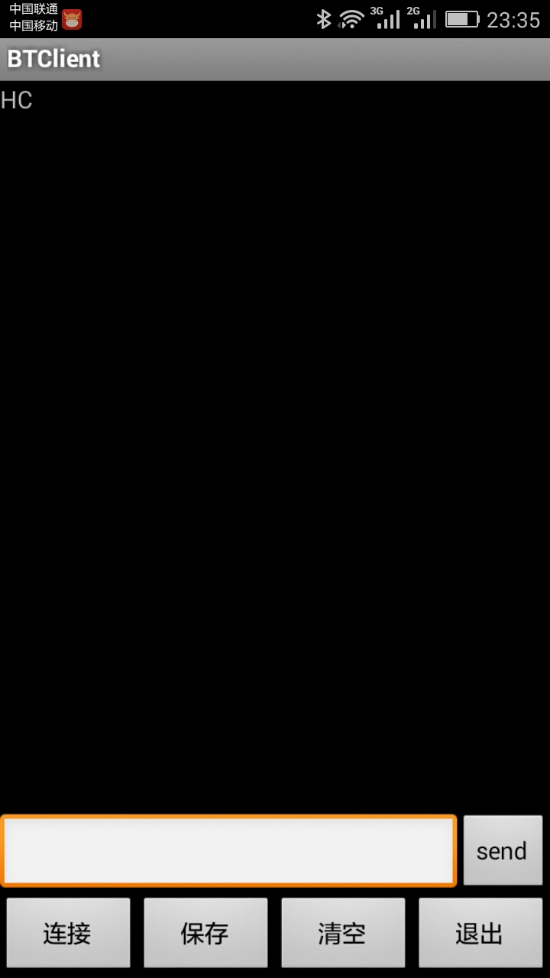 中国联通
中国移动
3G 2G 23:35
BTClient
HC
send
连接 保存 清空 退出